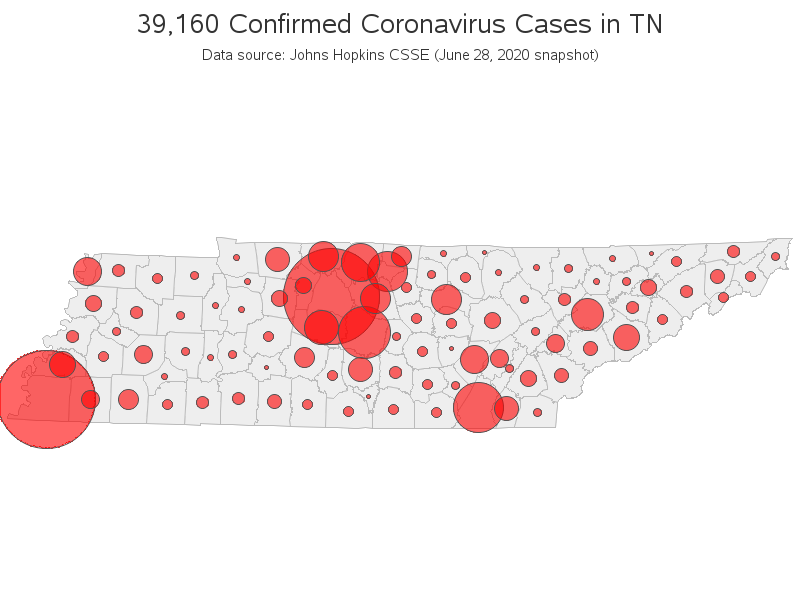 39,160 Confirmed Coronavirus Cases in TN
Data source: Johns Hopkins CSSE (June 28, 2020 snapshot)